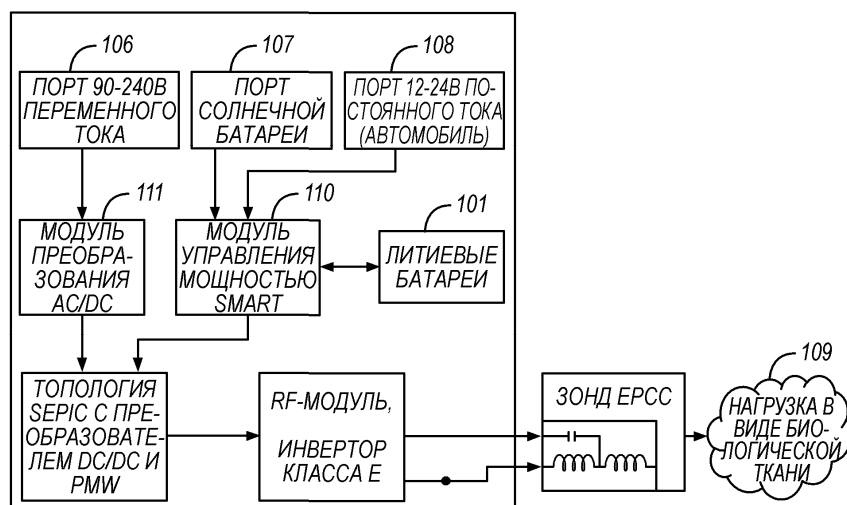 106
107
108
ПОРТ 90-240В
ПЕРЕМЕННОГО
ТОКА
ПОРТ
СОЛНЕЧНОЙ
БАТАРЕИ
ПОРТ 12-24В ПО-
СТОЯННОГО ТОКА
(АВТОМОБИЛЬ)
111
110
101
МОДУЛЬ
ПРЕОБРА-
ЗОВАНИЯ
AC/DC
МОДУЛЬ
УПРАВЛЕНИЯ
МОЩНОСТЬЮ
SMART
ЛИТИЕВЫЕ
БАТАРЕИ
ТОПОЛОГИЯ
SEPIC С ПРЕ-
ОБРАЗОВАТЕ-
ЛЕМ DC/DC И
PMW
RF-МОДУЛЬ,
ИНВЕРТОР
КЛАССА Е
ЗОНД ЕРСС
109
НАГРУЗКА В
ВИДЕ БИО-
ЛОГИЧЕСКОЙ
ТКАНИ